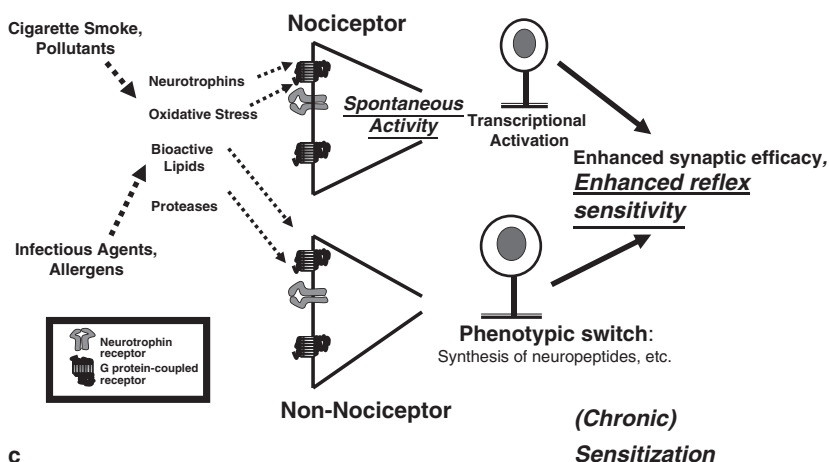 Cigarette Smoke,
Pollutants
Nociceptor
Neurotrophins
Oxidative Stress
Bioactive
Lipids
Proteases
Infectious Agents,
Allergens
Spontaneous
Activity
Transcriptional
Activation
Enhanced synaptic efficacy,
Enhanced reflex
sensitivity
Phenotypic switch:
Synthesis of neuropeptides, etc.
Neurotrophin
receptor
G protein-coupled
receptor
Non-Nociceptor
(Chronic)
Sensitization
c